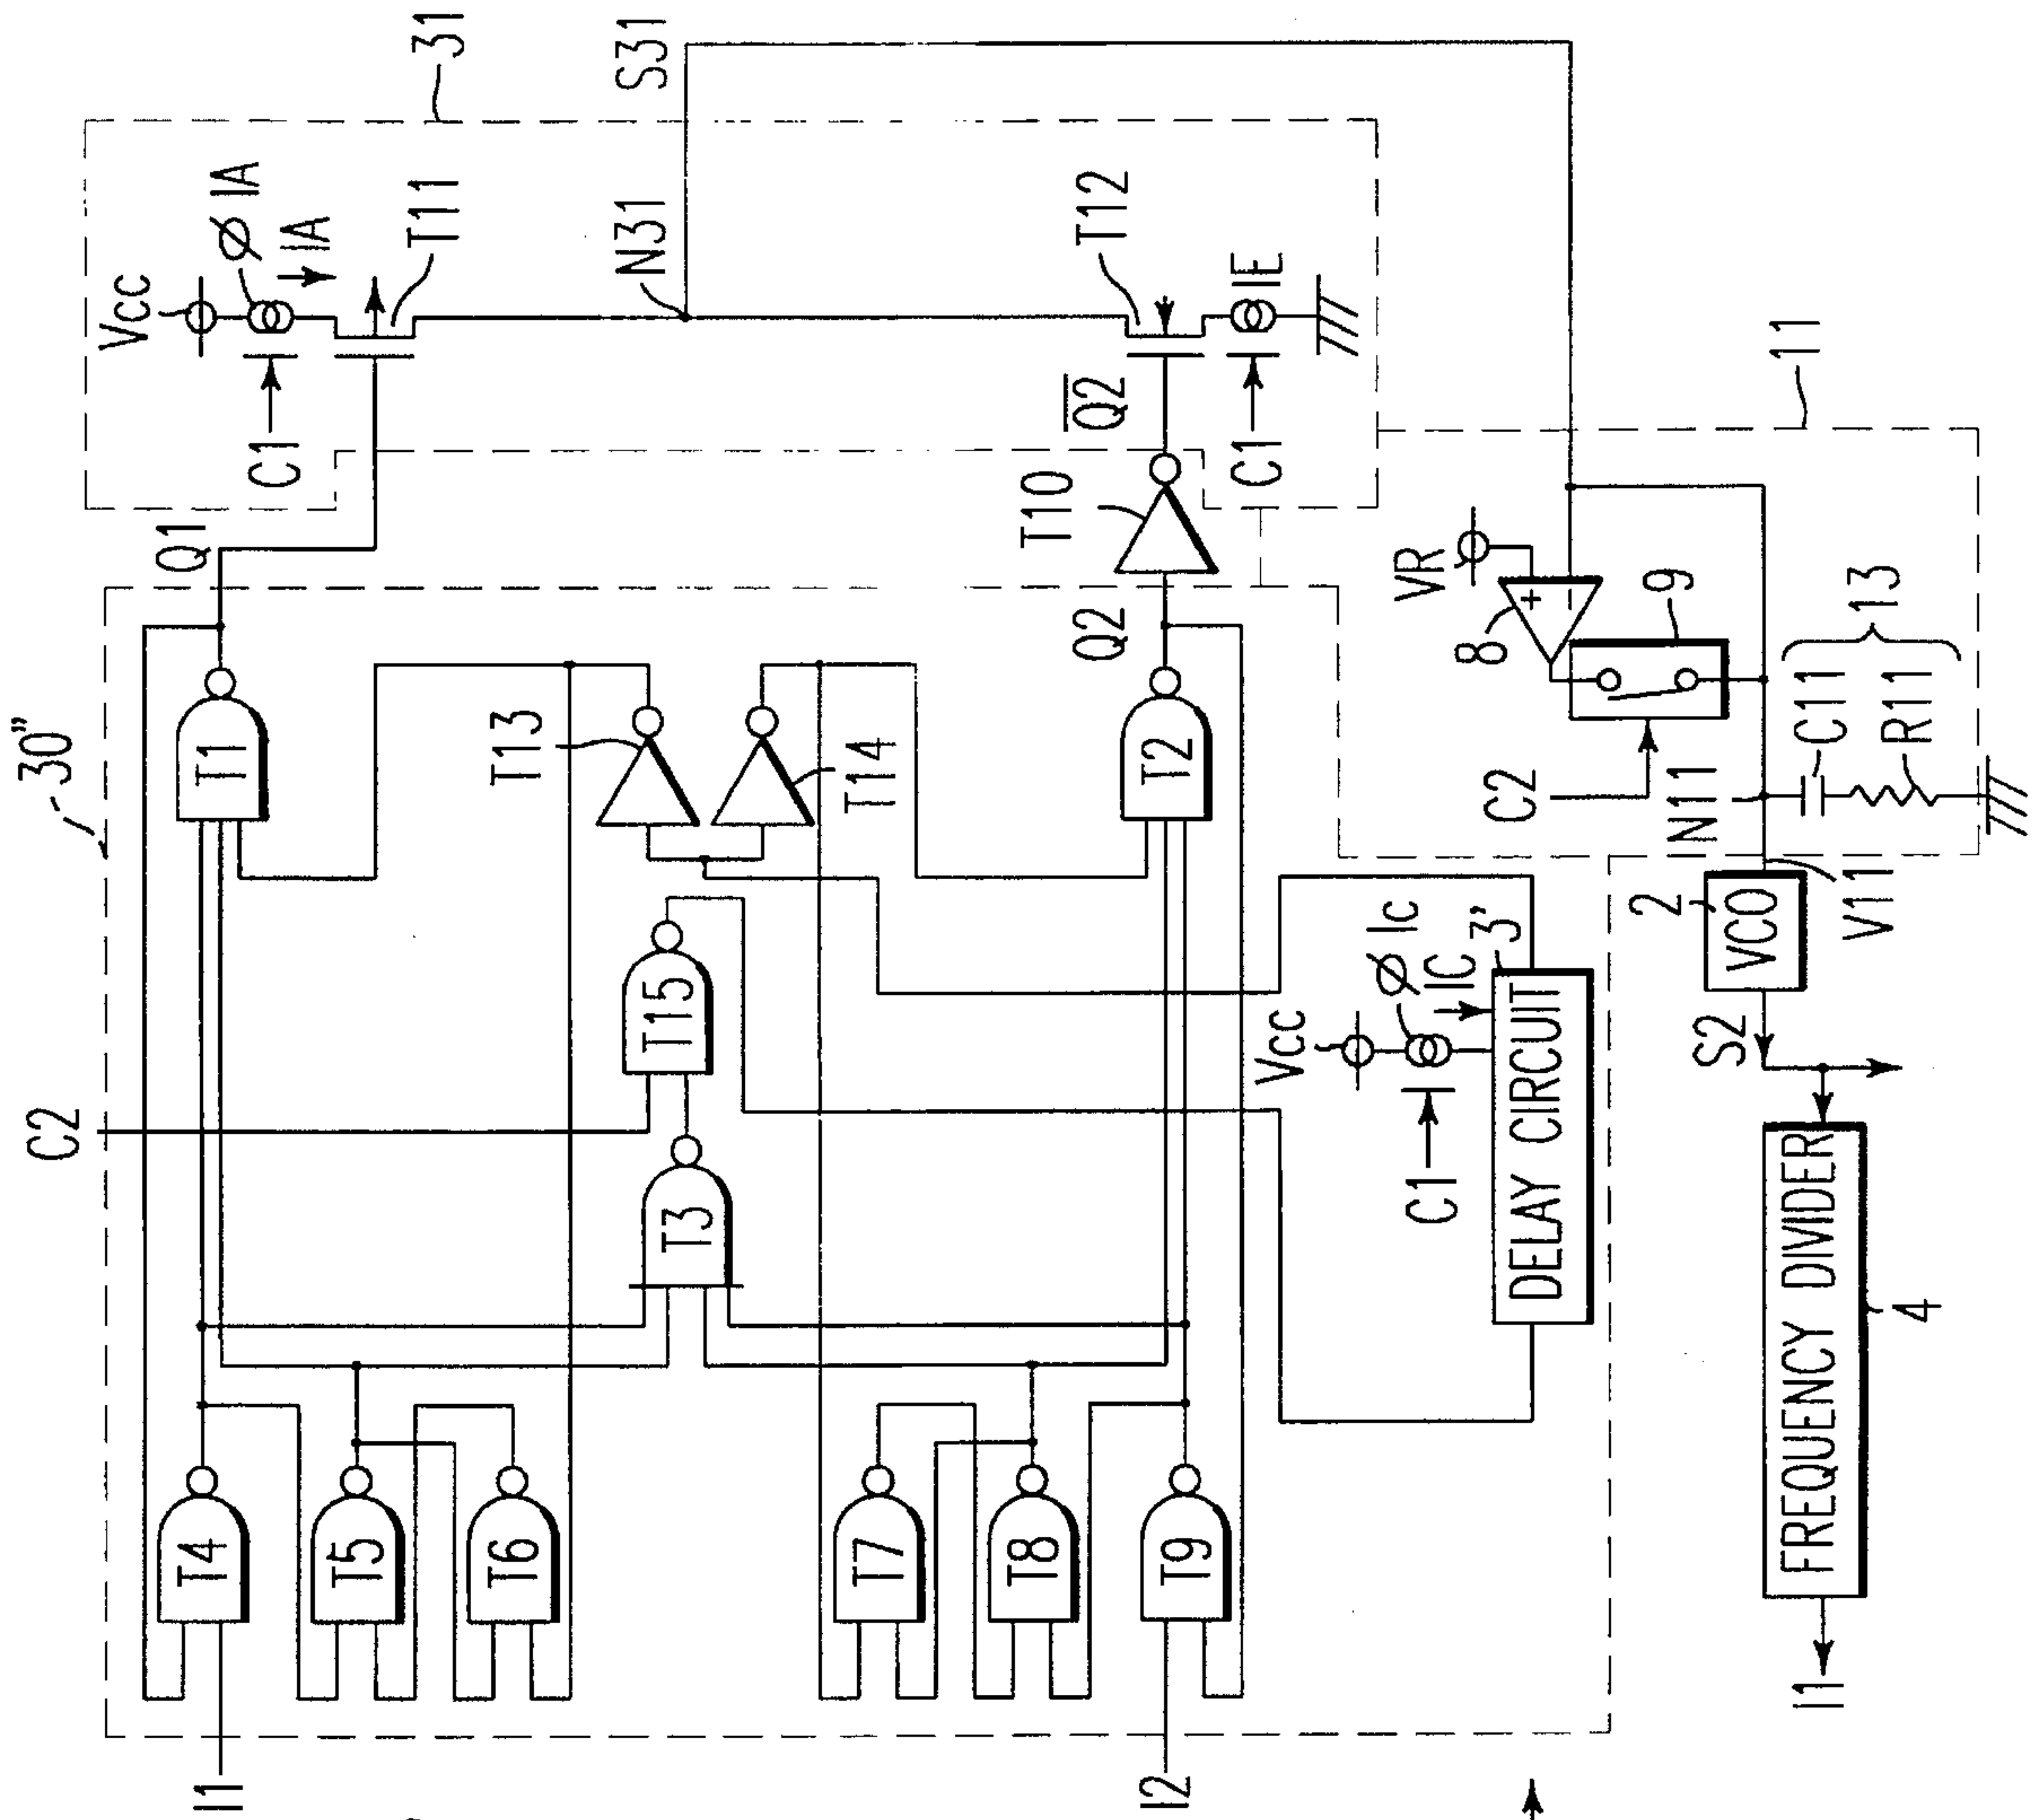 31
S31
Vcc
Ø IA
IA
C1
T11
N31
T12
Q2
IE
C1
Q1
T10
Q2
30"
T1
T13
T14
T2
C2
T15
T3
T4
T5
T6
T7
T8
T9
I1
I2
Vcc
Ø Ic
IC
3'
C1
DELAY CIRCUIT
11
VR
8
+
−
9
13
C2
N11
C11
R11
2
VCO
V11
S2
FREQUENCY DIVIDER
4
I1